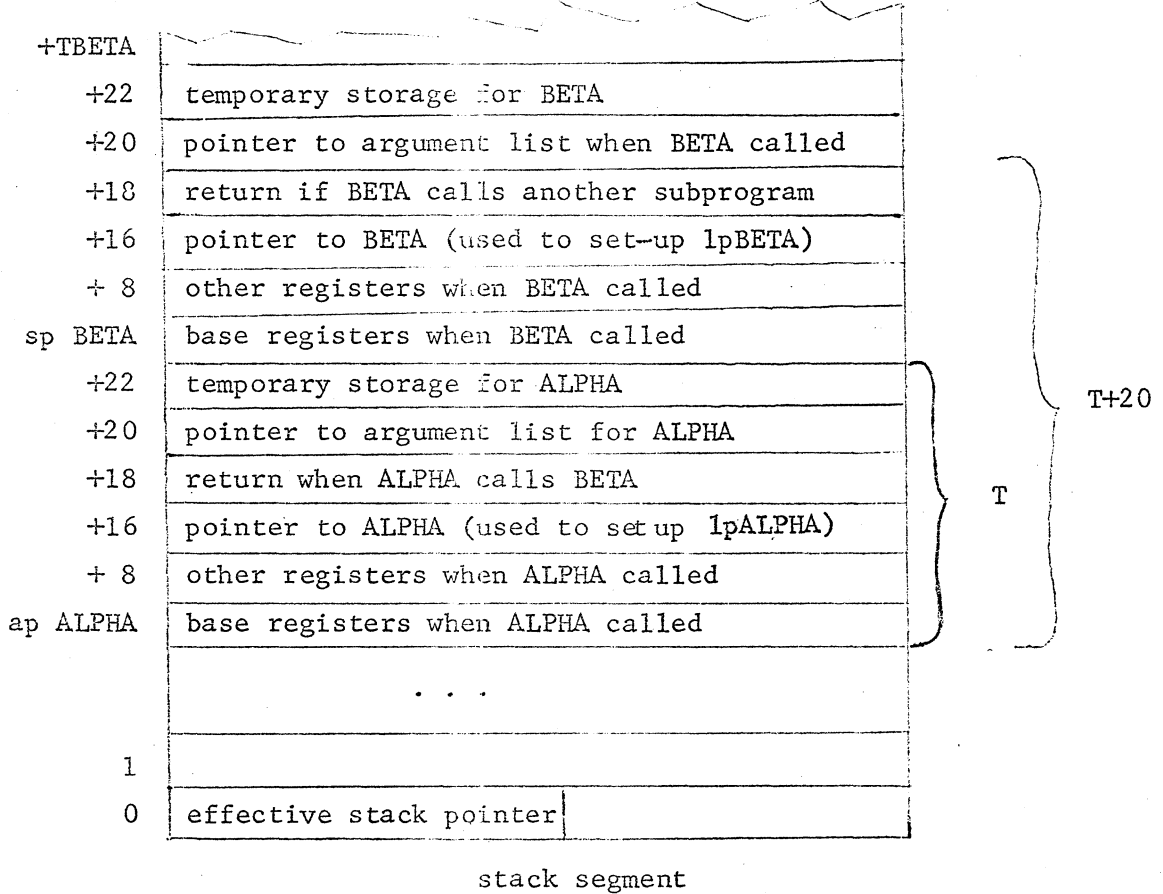 +TBETA
+22 temporary storage for BETA
+20 pointer to argument list when BETA called
+18 return if BETA calls another subprogram
+16 pointer to BETA (used to set-up lpBETA)
+ 8 other registers when BETA called
sp BETA base registers when BETA called
+22 temporary storage for ALPHA
T+20
+20 pointer to argument list for ALPHA
+18 return when ALPHA calls BETA
T
+16 pointer to ALPHA (used to set up lpALPHA)
+ 8 other registers when ALPHA called
ap ALPHA base registers when ALPHA called
. . .
1
0 effective stack pointer
stack segment